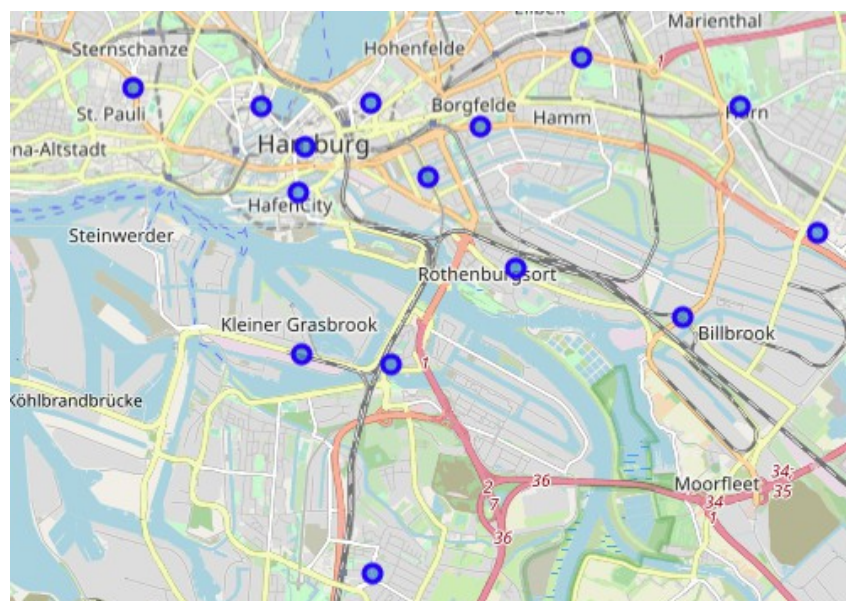 Marienthal
Sternschanze
Hohenfelde
1
St. Pauli
Borgfelde
Hamm
Horn
na-Altstadt
Hamburg
HafenCity
Steinwerder
Rothenburgsort
Kleiner Grasbrook
Billbrook
1
Köhlbrandbrücke
34;
35
Moorfleet
36
2
7
34
1
36